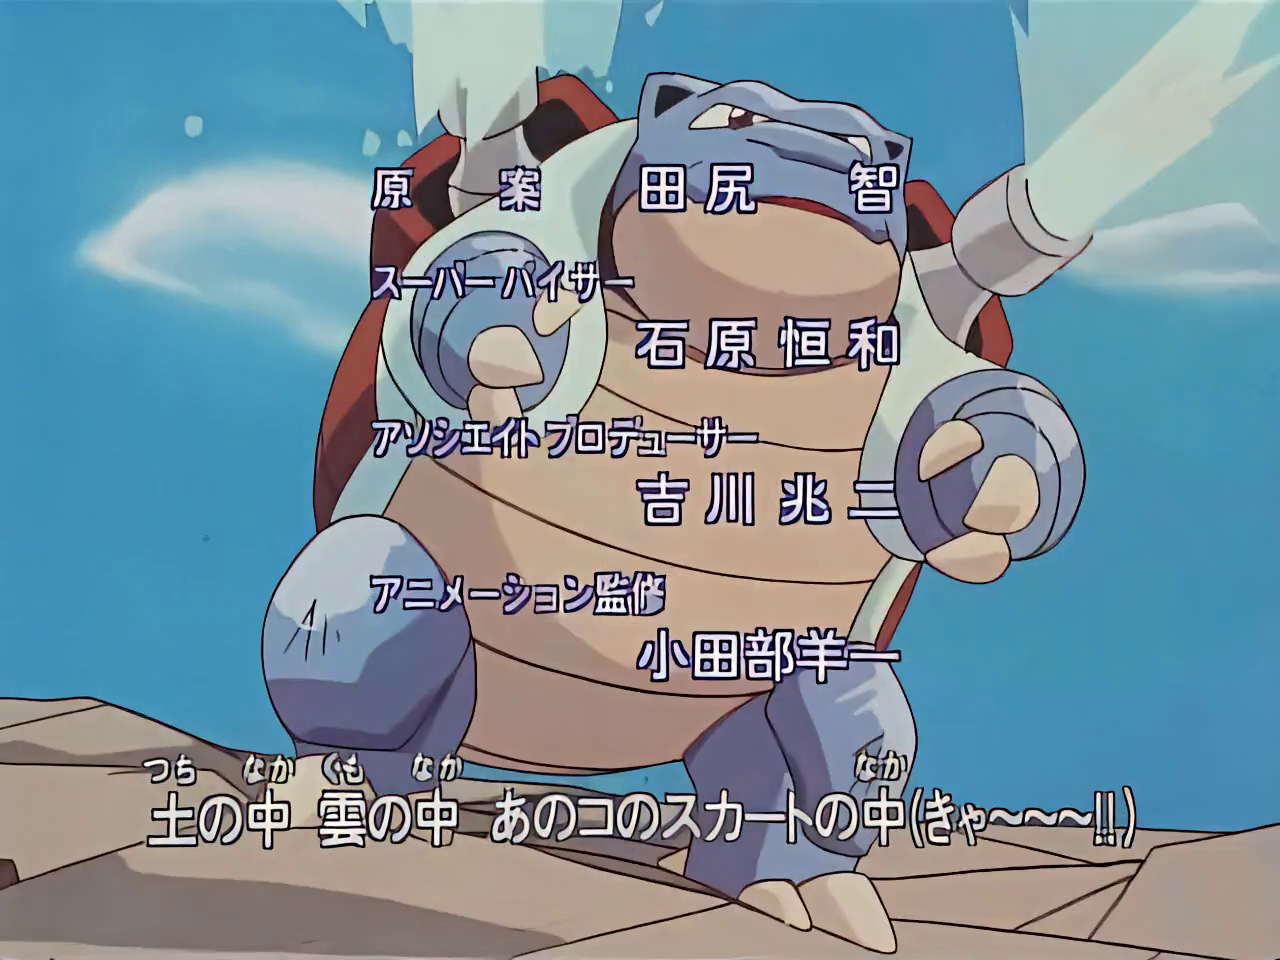 原案 田尻智
スーパーバイザー
石原恒和
アソシエイトプロデューサー
吉川兆二
アニメーション監修
小田部羊一
つち なか くも なか なか
土の中 雲の中 あのコのスカートの中(きゃ〜〜〜!!)